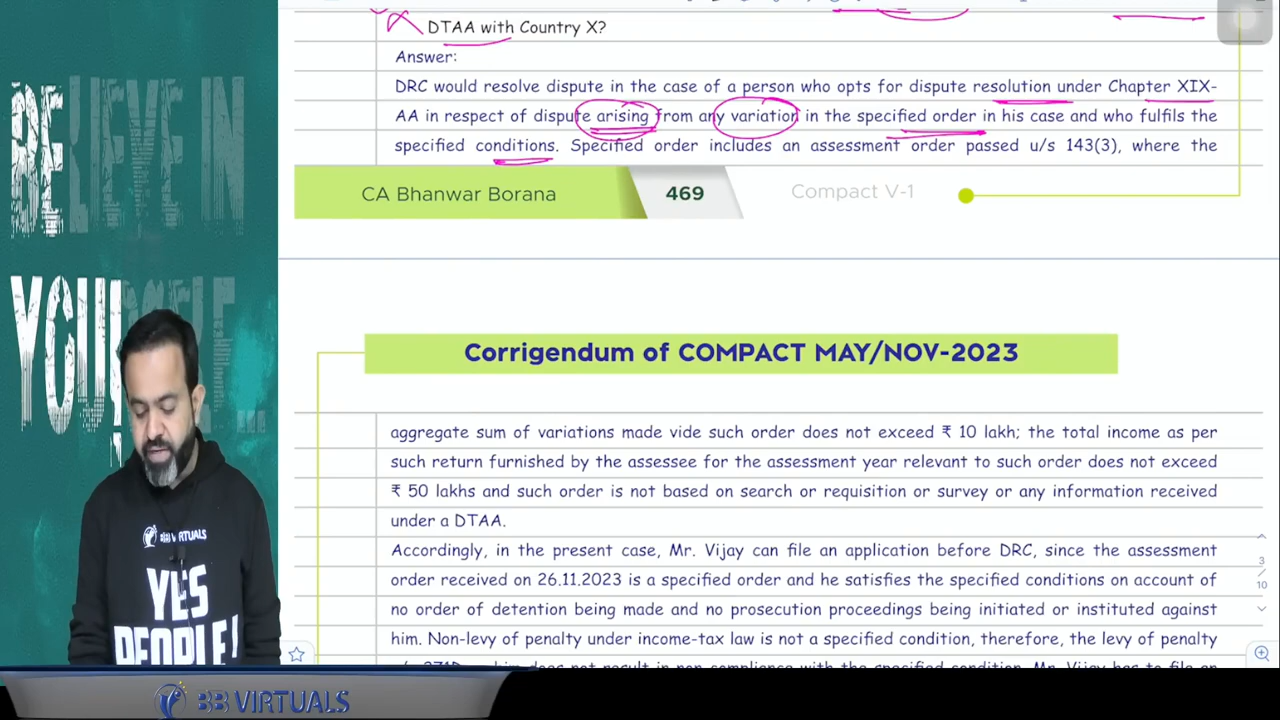 DTAA with Country X?
Answer:
DRC would resolve dispute in the case of a person who opts for dispute resolution under Chapter XIX-
AA in respect of dispute arising from any variation in the specified order in his case and who fulfils the
specified conditions. Specified order includes an assessment order passed u/s 143(3), where the
CA Bhanwar Borana
469
Compact V-1
Corrigendum of COMPACT MAY/NOV-2023
aggregate sum of variations made vide such order does not exceed ₹ 10 lakh; the total income as per
such return furnished by the assessee for the assessment year relevant to such order does not exceed
₹ 50 lakhs and such order is not based on search or requisition or survey or any information received
under a DTAA.
Accordingly, in the present case, Mr. Vijay can file an application before DRC, since the assessment
order received on 26.11.2023 is a specified order and he satisfies the specified conditions on account of
no order of detention being made and no prosecution proceedings being initiated or instituted against
him. Non-levy of penalty under income-tax law is not a specified condition, therefore, the levy of penalty
3
/
10
BELIEVE IN
YOURSELF...
BB VIRTUALS
YES
PEOPLE!
BB VIRTUALS